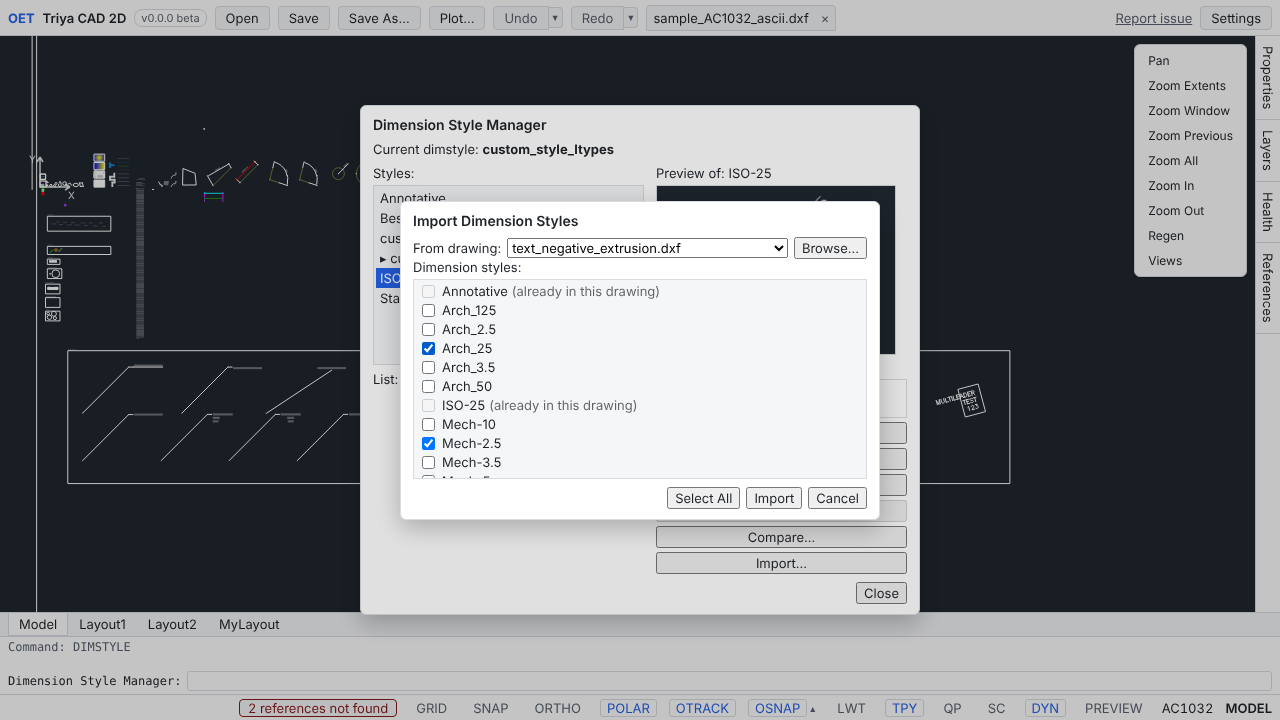 OET Triya CAD 2D v0.0.0 beta Open Save Save As... Plot... Undo ▾ Redo ▾ sample_AC1032_ascii.dxf × Report issue Settings
Pan
Zoom Extents
Zoom Window
Zoom Previous
Zoom All
Zoom In
Zoom Out
Regen
Views
Properties
Layers
Health
References
Dimension Style Manager
Current dimstyle: custom_style_ltypes
Styles:
Preview of: ISO-25
Annotative
Bes
cus
▸ cu
ISO
Sta
List:
Import Dimension Styles
From drawing: text_negative_extrusion.dxf Browse...
Dimension styles:
Annotative (already in this drawing)
Arch_125
Arch_2.5
Arch_25
Arch_3.5
Arch_50
ISO-25 (already in this drawing)
Mech-10
Mech-2.5
Mech-3.5
Select All Import Cancel
Compare...
Import...
Close
Y
X
MULTILEADER
TEST
123
Model Layout1 Layout2 MyLayout
Command: DIMSTYLE
Dimension Style Manager:
2 references not found GRID SNAP ORTHO POLAR OTRACK OSNAP ▴ LWT TPY QP SC DYN PREVIEW AC1032 MODEL